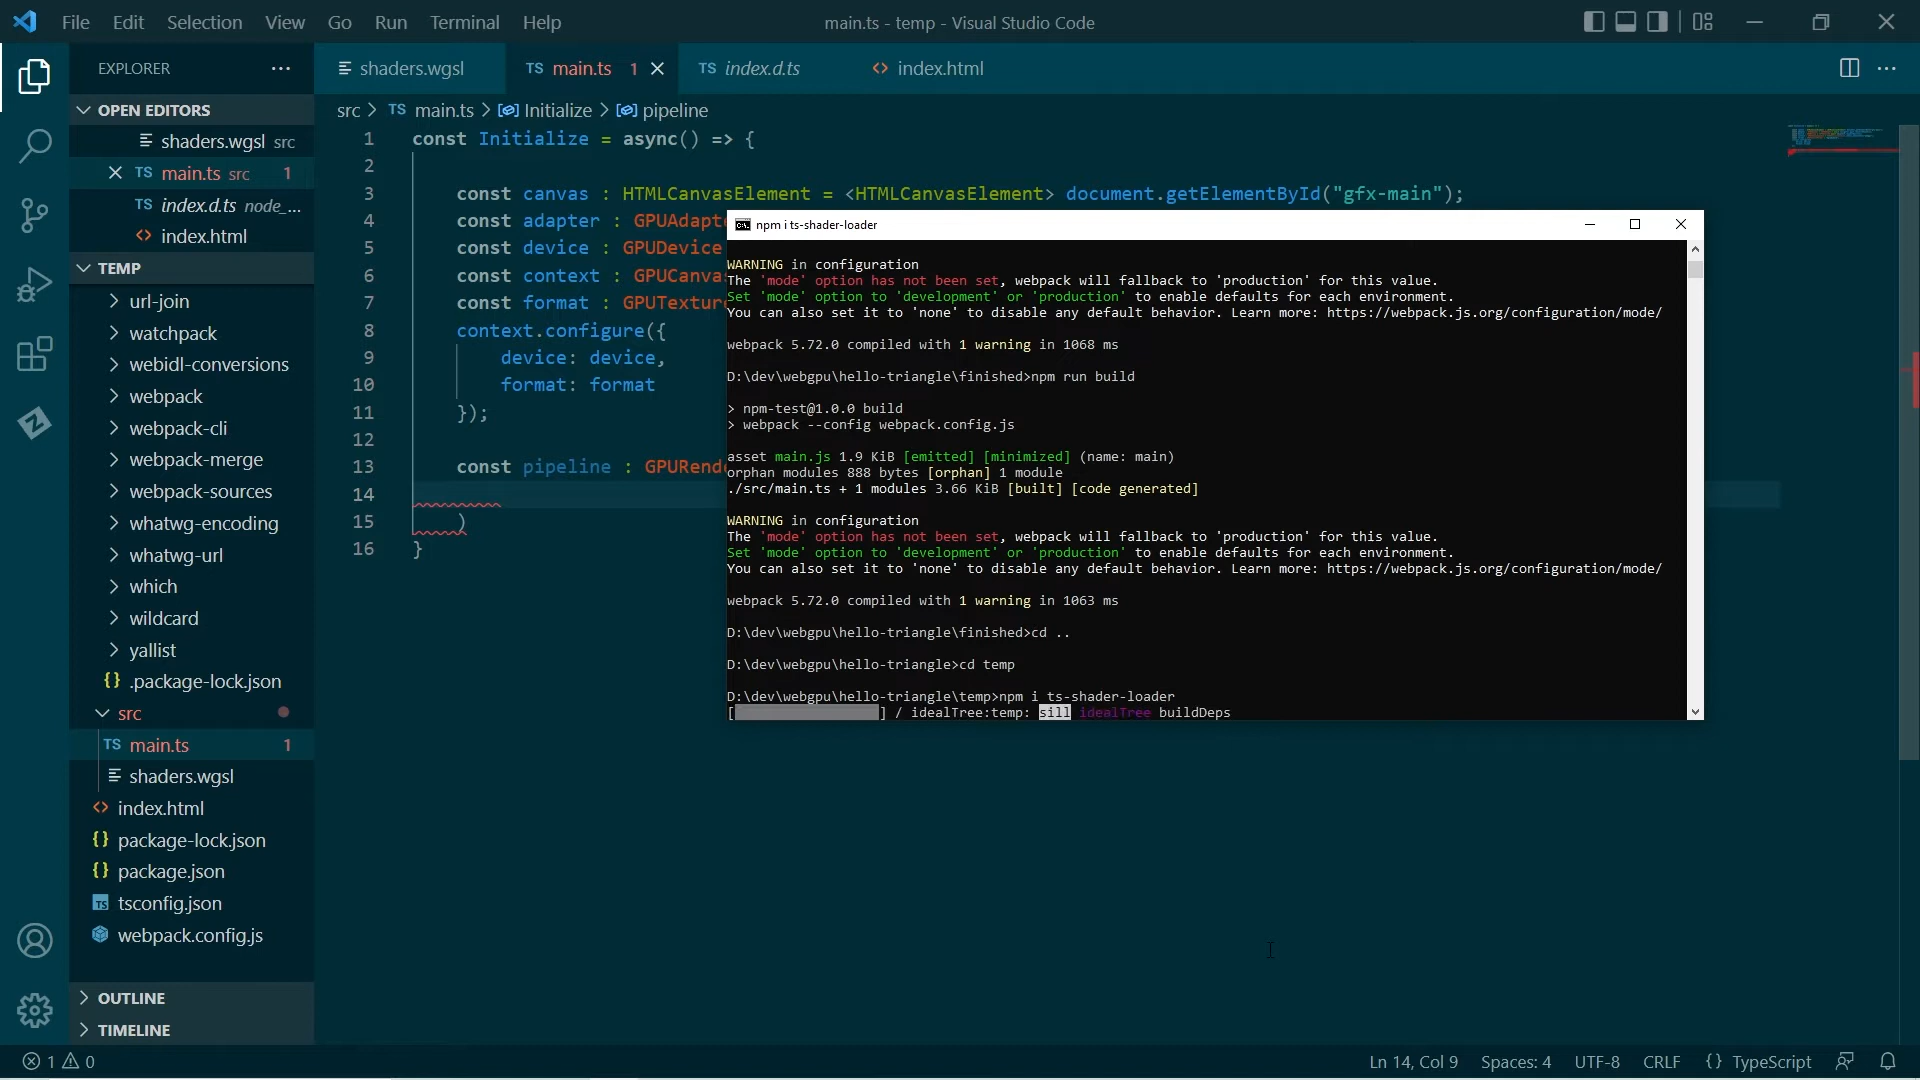 File Edit Selection View Go Run Terminal Help
main.ts - temp - Visual Studio Code
EXPLORER
shaders.wgsl
TS main.ts 1
TS index.d.ts
index.html
OPEN EDITORS
shaders.wgsl src
TS main.ts src 1
TS index.d.ts node_...
index.html
TEMP
url-join
watchpack
webidl-conversions
webpack
webpack-cli
webpack-merge
webpack-sources
whatwg-encoding
whatwg-url
which
wildcard
yallist
{} .package-lock.json
src
TS main.ts 1
shaders.wgsl
index.html
{} package-lock.json
{} package.json
TS tsconfig.json
webpack.config.js
OUTLINE
TIMELINE
src > TS main.ts > Initialize > pipeline
1 const Initialize = async() => {
2
3 const canvas : HTMLCanvasElement = <HTMLCanvasElement> document.getElementById("gfx-main");
4 const adapter : GPUAdapte
5 const device : GPUDevice
6 const context : GPUCanvas
7 const format : GPUTexture
8 context.configure({
9 device: device,
10 format: format
11 });
12
13 const pipeline : GPURende
14
15 )
16 }
npm i ts-shader-loader
WARNING in configuration
The 'mode' option has not been set, webpack will fallback to 'production' for this value.
Set 'mode' option to 'development' or 'production' to enable defaults for each environment.
You can also set it to 'none' to disable any default behavior. Learn more: https://webpack.js.org/configuration/mode/
webpack 5.72.0 compiled with 1 warning in 1068 ms
D:\dev\webgpu\hello-triangle\finished>npm run build
> npm-test@1.0.0 build
> webpack --config webpack.config.js
asset main.js 1.9 KiB [emitted] [minimized] (name: main)
orphan modules 888 bytes [orphan] 1 module
./src/main.ts + 1 modules 3.66 KiB [built] [code generated]
WARNING in configuration
The 'mode' option has not been set, webpack will fallback to 'production' for this value.
Set 'mode' option to 'development' or 'production' to enable defaults for each environment.
You can also set it to 'none' to disable any default behavior. Learn more: https://webpack.js.org/configuration/mode/
webpack 5.72.0 compiled with 1 warning in 1063 ms
D:\dev\webgpu\hello-triangle\finished>cd ..
D:\dev\webgpu\hello-triangle>cd temp
D:\dev\webgpu\hello-triangle\temp>npm i ts-shader-loader
[ ] / idealTree:temp: sill idealTree buildDeps
1 0
Ln 14, Col 9 Spaces: 4 UTF-8 CRLF {} TypeScript